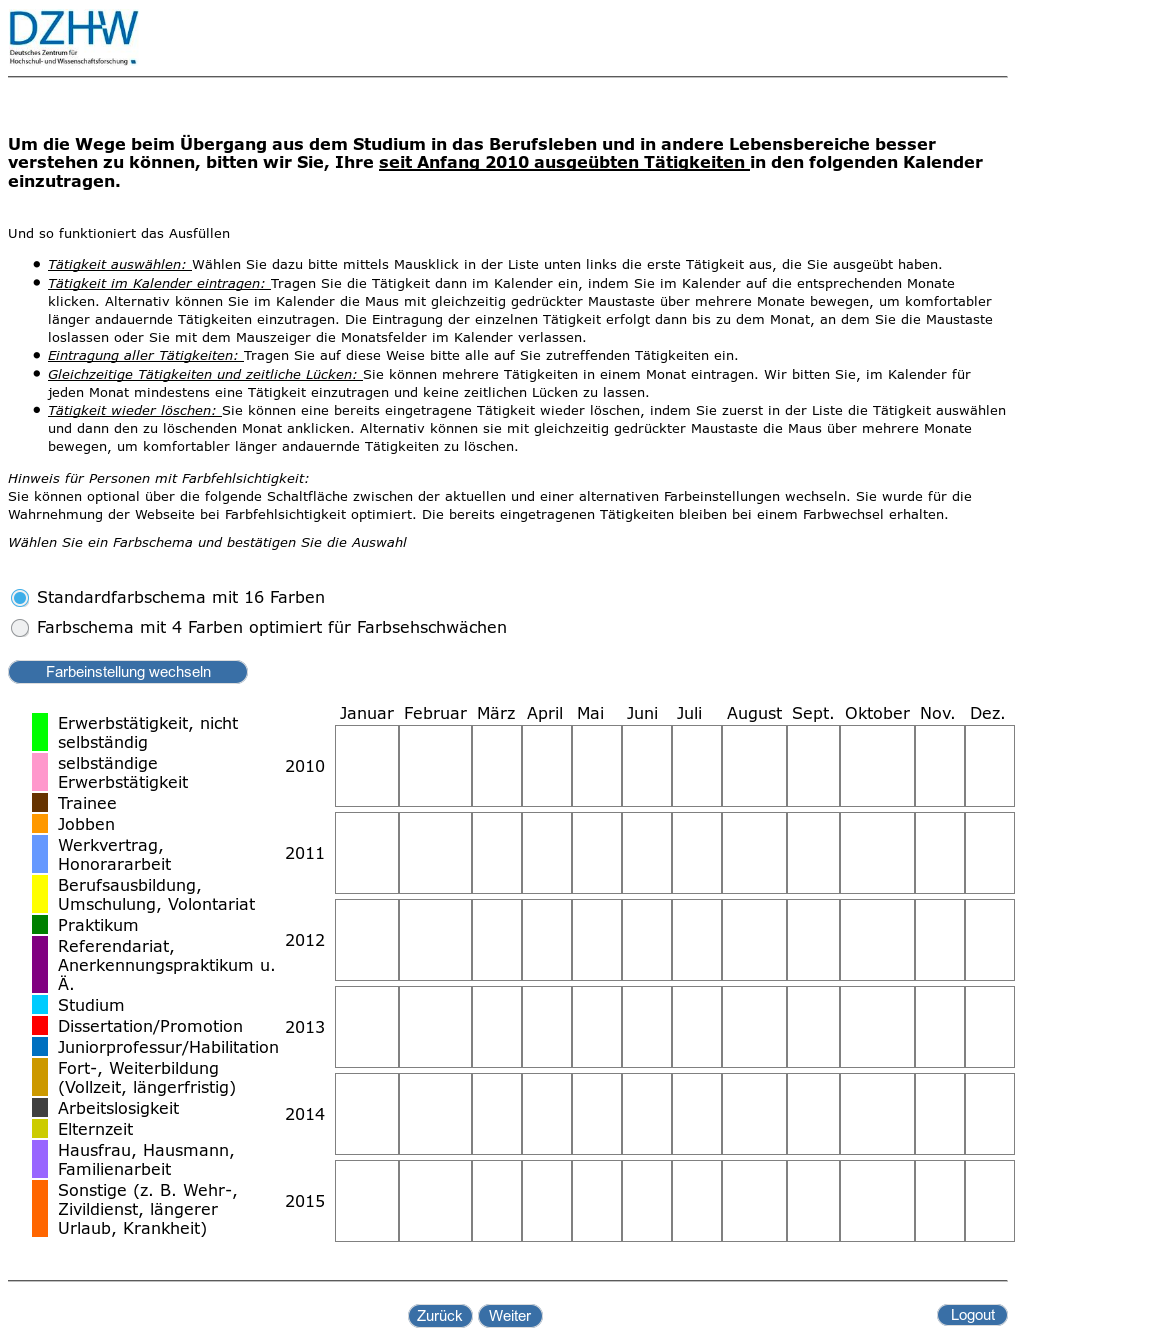 DZHW
Deutsches Zentrum für
Hochschul- und Wissenschaftsforschung
Um die Wege beim Übergang aus dem Studium in das Berufsleben und in andere Lebensbereiche besser
verstehen zu können, bitten wir Sie, Ihre seit Anfang 2010 ausgeübten Tätigkeiten in den folgenden Kalender
einzutragen.
Und so funktioniert das Ausfüllen
• Tätigkeit auswählen: Wählen Sie dazu bitte mittels Mausklick in der Liste unten links die erste Tätigkeit aus, die Sie ausgeübt haben.
• Tätigkeit im Kalender eintragen: Tragen Sie die Tätigkeit dann im Kalender ein, indem Sie im Kalender auf die entsprechenden Monate
klicken. Alternativ können Sie im Kalender die Maus mit gleichzeitig gedrückter Maustaste über mehrere Monate bewegen, um komfortabler
länger andauernde Tätigkeiten einzutragen. Die Eintragung der einzelnen Tätigkeit erfolgt dann bis zu dem Monat, an dem Sie die Maustaste
loslassen oder Sie mit dem Mauszeiger die Monatsfelder im Kalender verlassen.
• Eintragung aller Tätigkeiten: Tragen Sie auf diese Weise bitte alle auf Sie zutreffenden Tätigkeiten ein.
• Gleichzeitige Tätigkeiten und zeitliche Lücken: Sie können mehrere Tätigkeiten in einem Monat eintragen. Wir bitten Sie, im Kalender für
jeden Monat mindestens eine Tätigkeit einzutragen und keine zeitlichen Lücken zu lassen.
• Tätigkeit wieder löschen: Sie können eine bereits eingetragene Tätigkeit wieder löschen, indem Sie zuerst in der Liste die Tätigkeit auswählen
und dann den zu löschenden Monat anklicken. Alternativ können sie mit gleichzeitig gedrückter Maustaste die Maus über mehrere Monate
bewegen, um komfortabler länger andauernde Tätigkeiten zu löschen.
Hinweis für Personen mit Farbfehlsichtigkeit:
Sie können optional über die folgende Schaltfläche zwischen der aktuellen und einer alternativen Farbeinstellungen wechseln. Sie wurde für die
Wahrnehmung der Webseite bei Farbfehlsichtigkeit optimiert. Die bereits eingetragenen Tätigkeiten bleiben bei einem Farbwechsel erhalten.
Wählen Sie ein Farbschema und bestätigen Sie die Auswahl
Standardfarbschema mit 16 Farben
Farbschema mit 4 Farben optimiert für Farbsehschwächen
Farbeinstellung wechseln
Erwerbstätigkeit, nicht
selbständig
selbständige
Erwerbstätigkeit
Trainee
Jobben
Werkvertrag,
Honorararbeit
Berufsausbildung,
Umschulung, Volontariat
Praktikum
Referendariat,
Anerkennungspraktikum u.
Ä.
Studium
Dissertation/Promotion
Juniorprofessur/Habilitation
Fort-, Weiterbildung
(Vollzeit, längerfristig)
Arbeitslosigkeit
Elternzeit
Hausfrau, Hausmann,
Familienarbeit
Sonstige (z. B. Wehr-,
Zivildienst, längerer
Urlaub, Krankheit)
Januar Februar März April Mai Juni Juli August Sept. Oktober Nov. Dez.
2010
2011
2012
2013
2014
2015
Zurück Weiter Logout